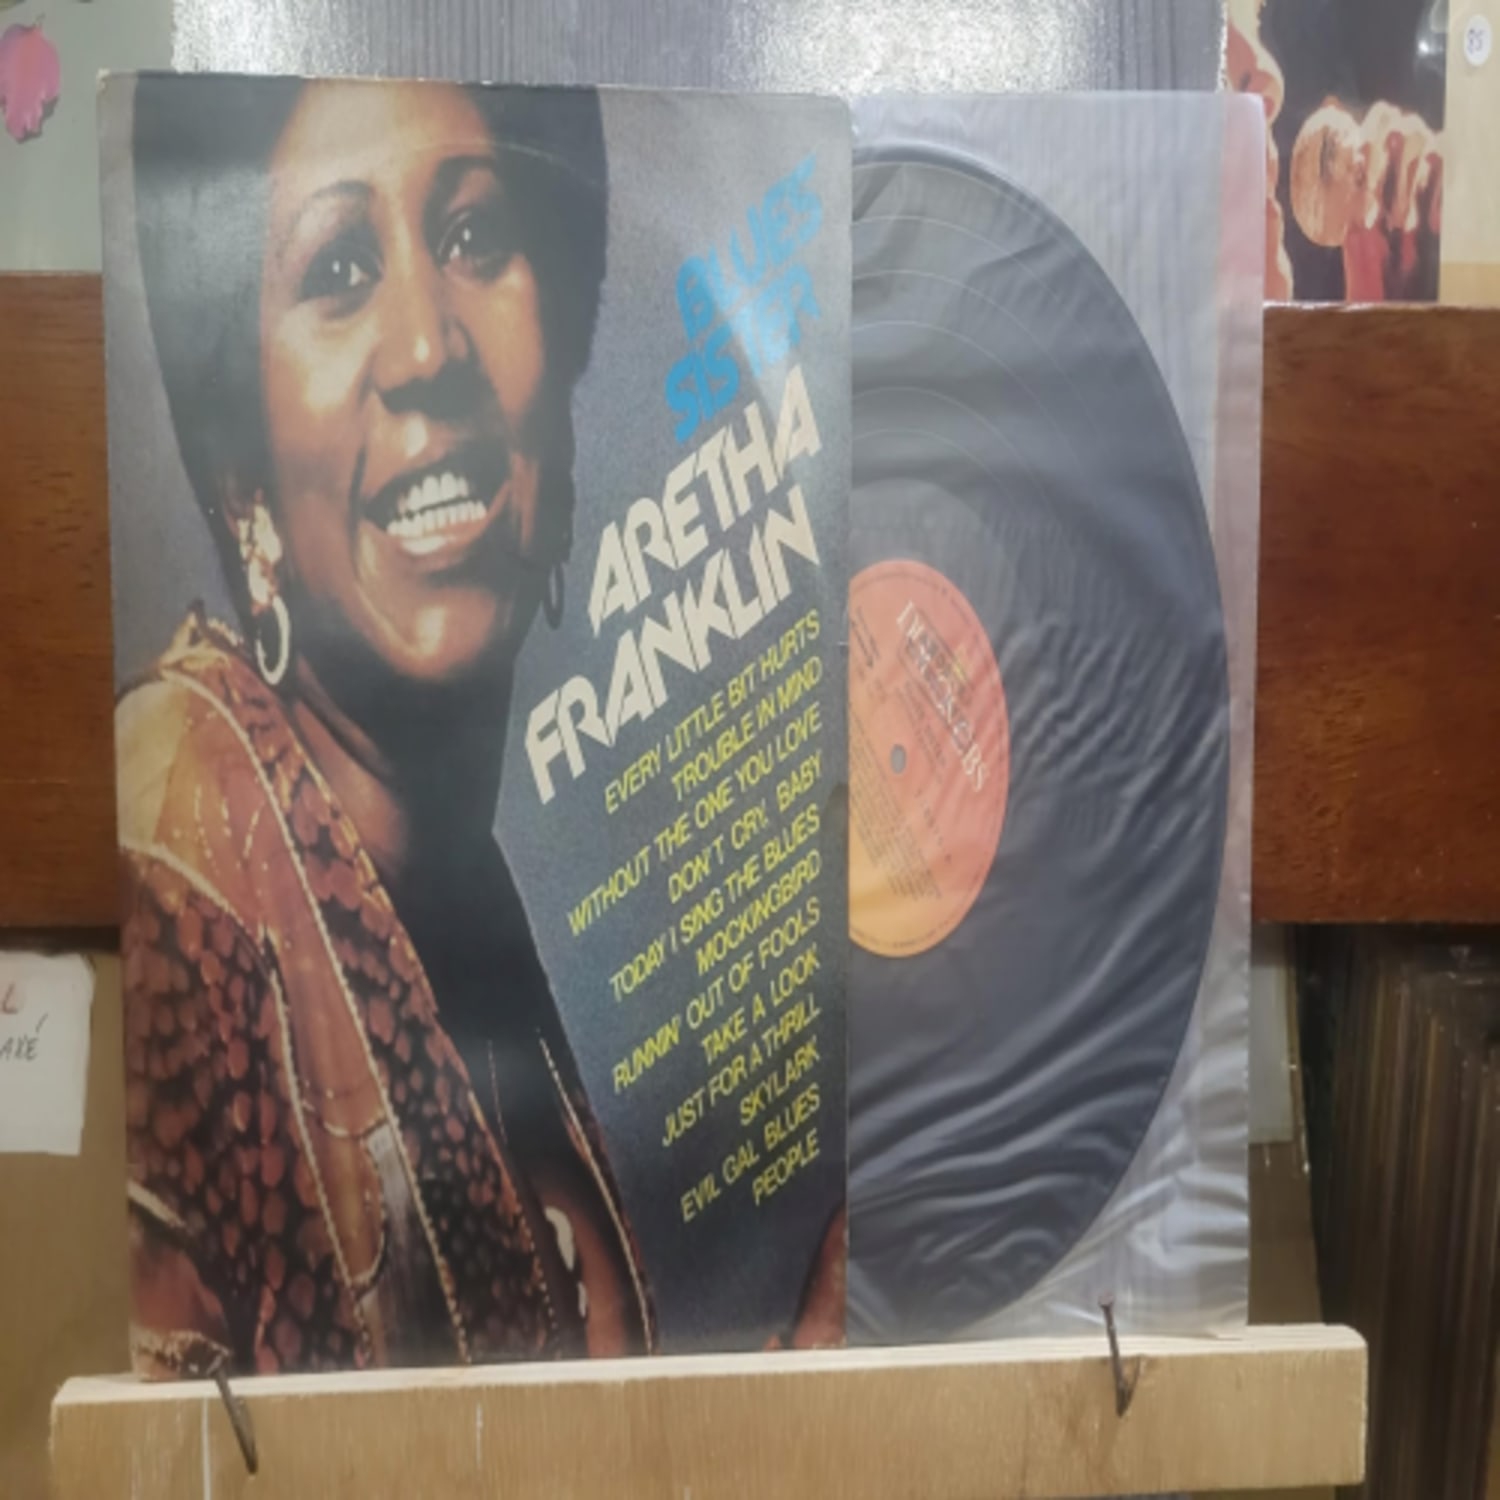 BLUES
SISTER
ARETHA
FRANKLIN
EVERY LITTLE BIT HURTS
TROUBLE IN MIND
WITHOUT THE ONE YOU LOVE
DON'T CRY, BABY
TODAY I SING THE BLUES
MOCKINGBIRD
RUNNIN' OUT OF FOOLS
TAKE A LOOK
JUST FOR A THRILL
SKYLARK
EVIL GAL BLUES
PEOPLE
85